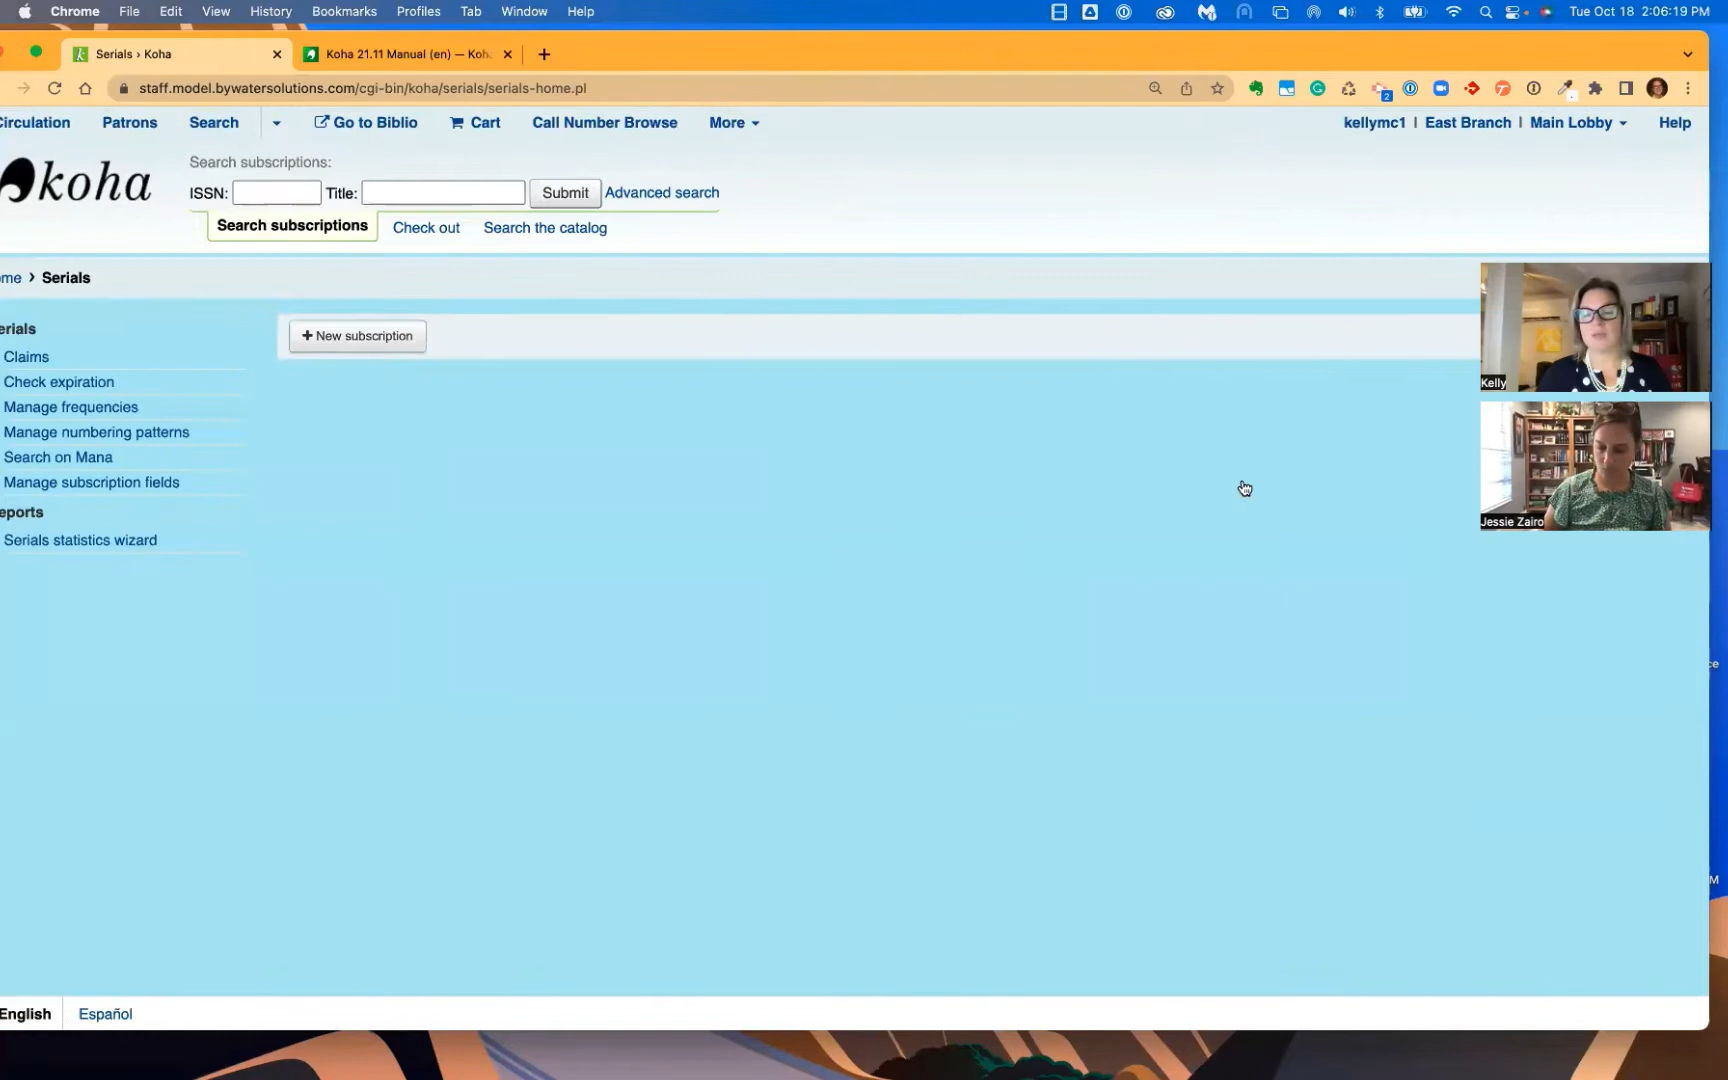 Chrome File Edit View History Bookmarks Profiles Tab Window Help Tue Oct 18 2:06:19 PM
Serials › Koha Koha 21.11 Manual (en) — Koh
staff.model.bywatersolutions.com/cgi-bin/koha/serials/serials-home.pl 2
Circulation Patrons Search Go to Biblio Cart Call Number Browse More kellymc1 | East Branch | Main Lobby Help
koha
Search subscriptions:
ISSN: Title: Submit Advanced search
Search subscriptions Check out Search the catalog
ome › Serials
erials
+ New subscription
Claims
Check expiration
Kelly
Manage frequencies
Manage numbering patterns
Search on Mana
Manage subscription fields
eports
Jessie Zairo
Serials statistics wizard
ce
M
English Español